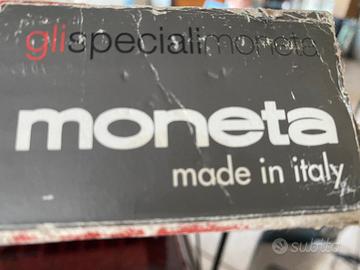 glispecialimoneta
moneta
made in italy
subito